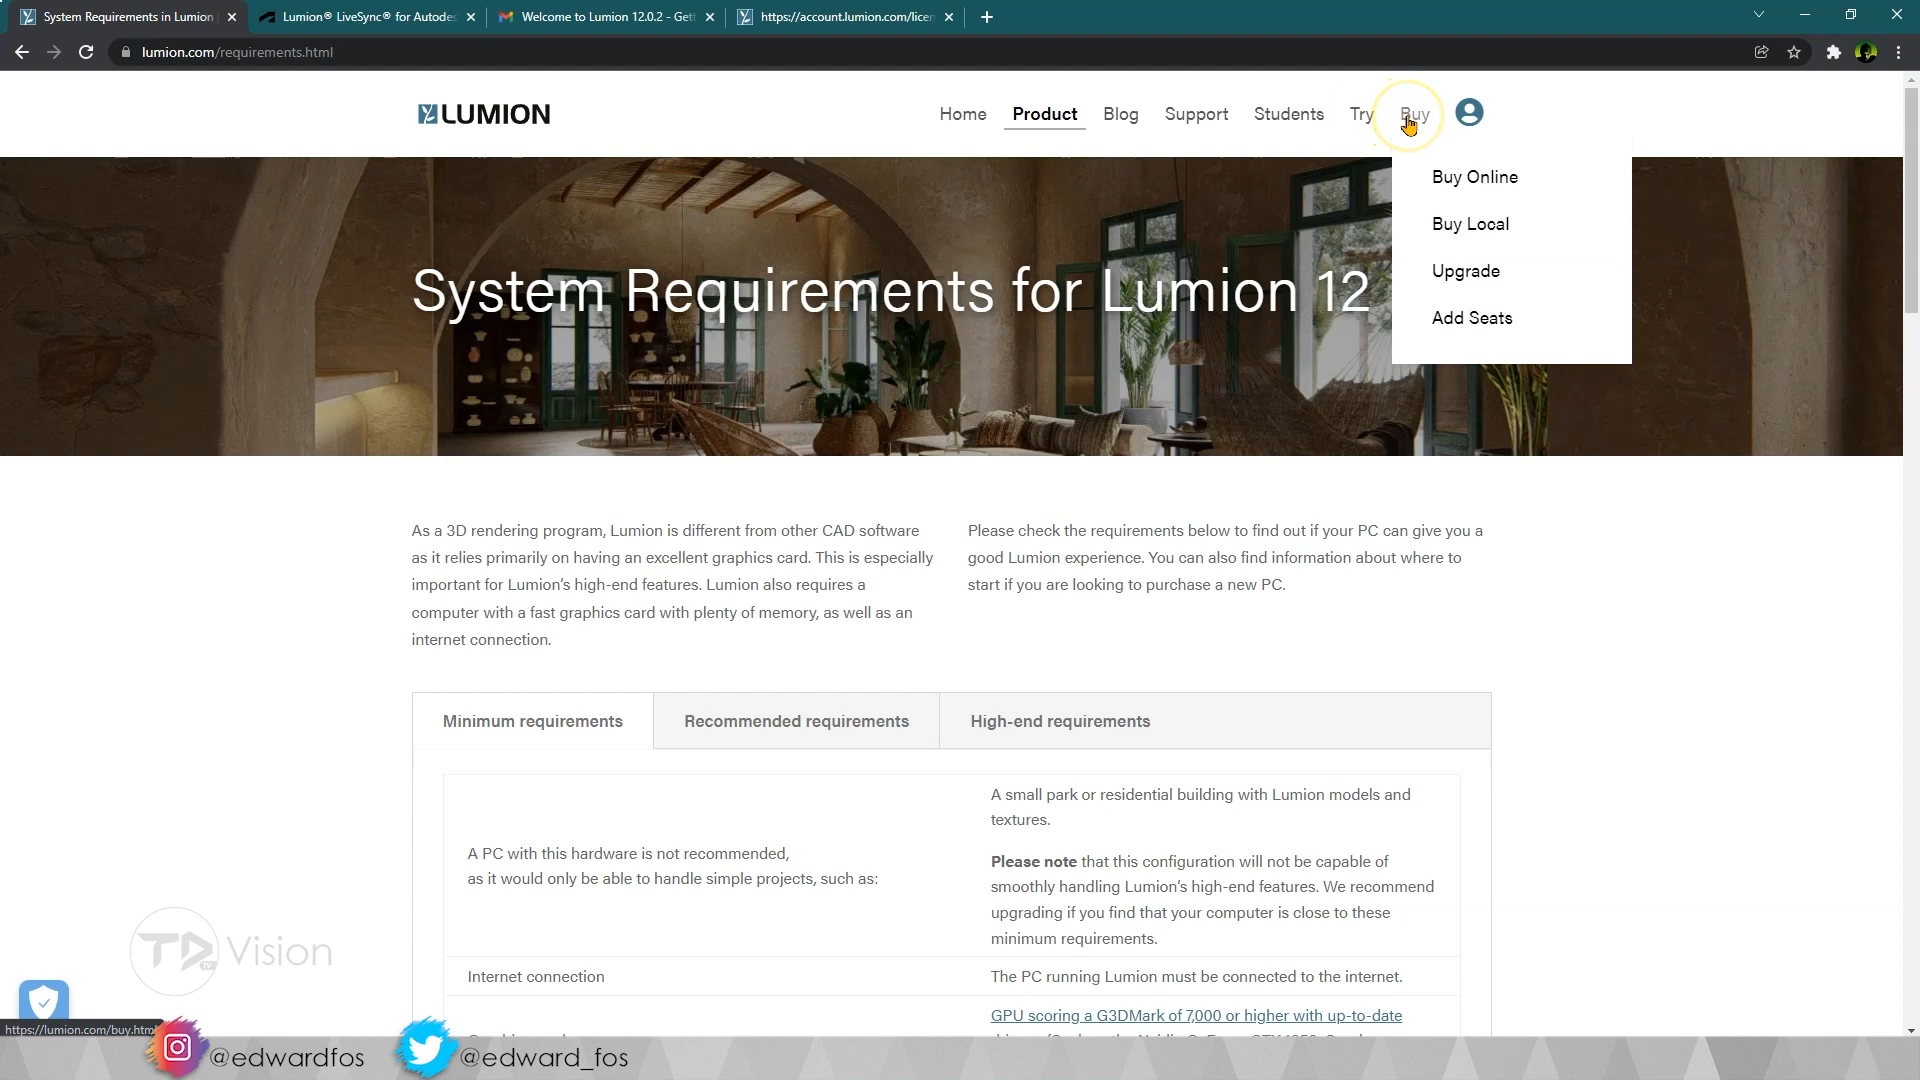 System Requirements in Lumion
Lumion® LiveSync® for Autodes
Welcome to Lumion 12.0.2 - Gett
https://account.lumion.com/licen
lumion.com/requirements.html
LUMION
Home
Product
Blog
Support
Students
Try
Buy
Buy Online
Buy Local
Upgrade
Add Seats
System Requirements for Lumion 12
As a 3D rendering program, Lumion is different from other CAD software
as it relies primarily on having an excellent graphics card. This is especially
important for Lumion's high-end features. Lumion also requires a
computer with a fast graphics card with plenty of memory, as well as an
internet connection.
Please check the requirements below to find out if your PC can give you a
good Lumion experience. You can also find information about where to
start if you are looking to purchase a new PC.
Minimum requirements
Recommended requirements
High-end requirements
A PC with this hardware is not recommended,
as it would only be able to handle simple projects, such as:
A small park or residential building with Lumion models and
textures.
Please note that this configuration will not be capable of
smoothly handling Lumion's high-end features. We recommend
upgrading if you find that your computer is close to these
minimum requirements.
Internet connection
The PC running Lumion must be connected to the internet.
GPU scoring a G3DMark of 7,000 or higher with up-to-date
TD TV Vision
https://lumion.com/buy.html
@edwardfos
@edward_fos